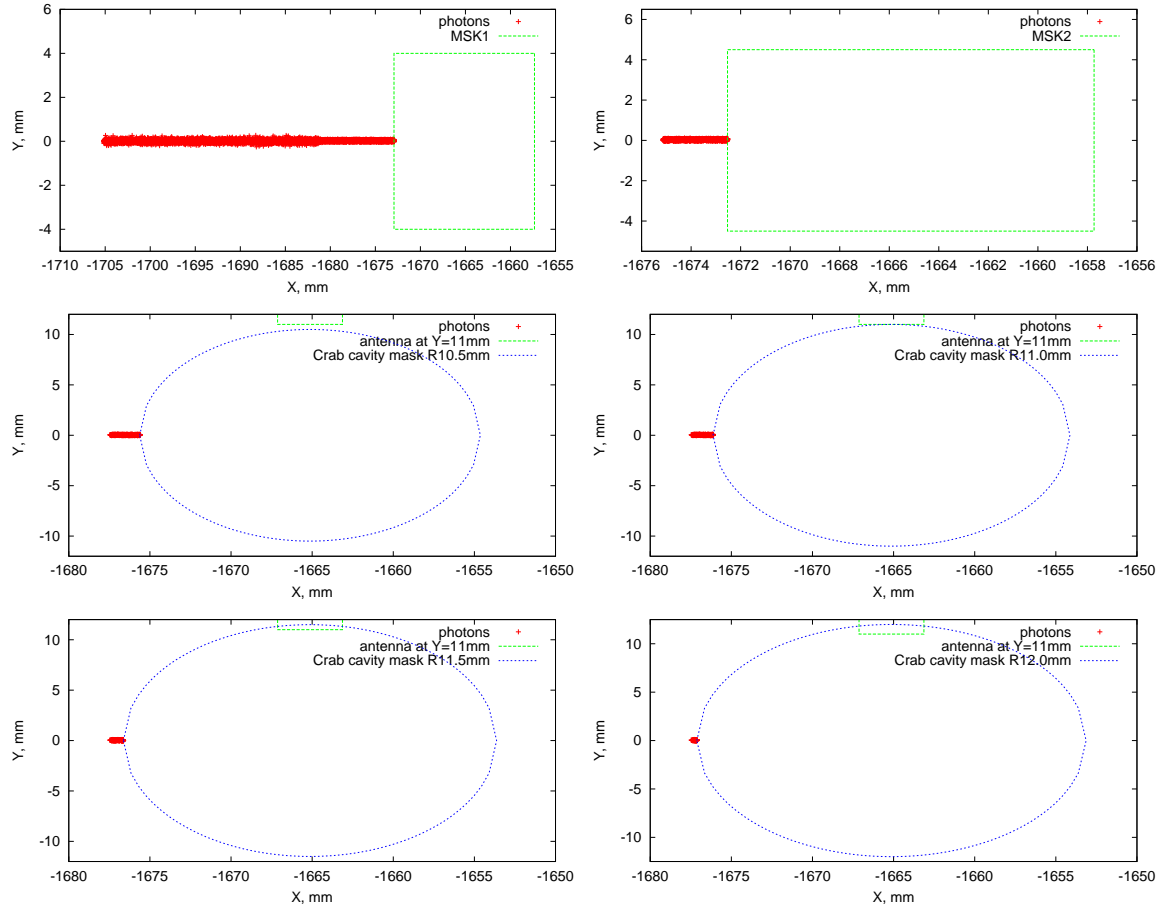 6
4
2
0
-2
-4
-1710 -1705 -1700 -1695 -1690 -1685 -1680 -1675 -1670 -1665 -1660 -1655
Y, mm
X, mm
photons
MSK1
6
4
2
0
-2
-4
-1676 -1674 -1672 -1670 -1668 -1666 -1664 -1662 -1660 -1658 -1656
Y, mm
X, mm
photons
MSK2
10
5
0
-5
-10
-1680 -1675 -1670 -1665 -1660 -1655 -1650
Y, mm
X, mm
photons
antenna at Y=11mm
Crab cavity mask R10.5mm
10
5
0
-5
-10
-1680 -1675 -1670 -1665 -1660 -1655 -1650
Y, mm
X, mm
photons
antenna at Y=11mm
Crab cavity mask R11.0mm
10
5
0
-5
-10
-1680 -1675 -1670 -1665 -1660 -1655 -1650
Y, mm
X, mm
photons
antenna at Y=11mm
Crab cavity mask R11.5mm
10
5
0
-5
-10
-1680 -1675 -1670 -1665 -1660 -1655 -1650
Y, mm
X, mm
photons
antenna at Y=11mm
Crab cavity mask R12.0mm